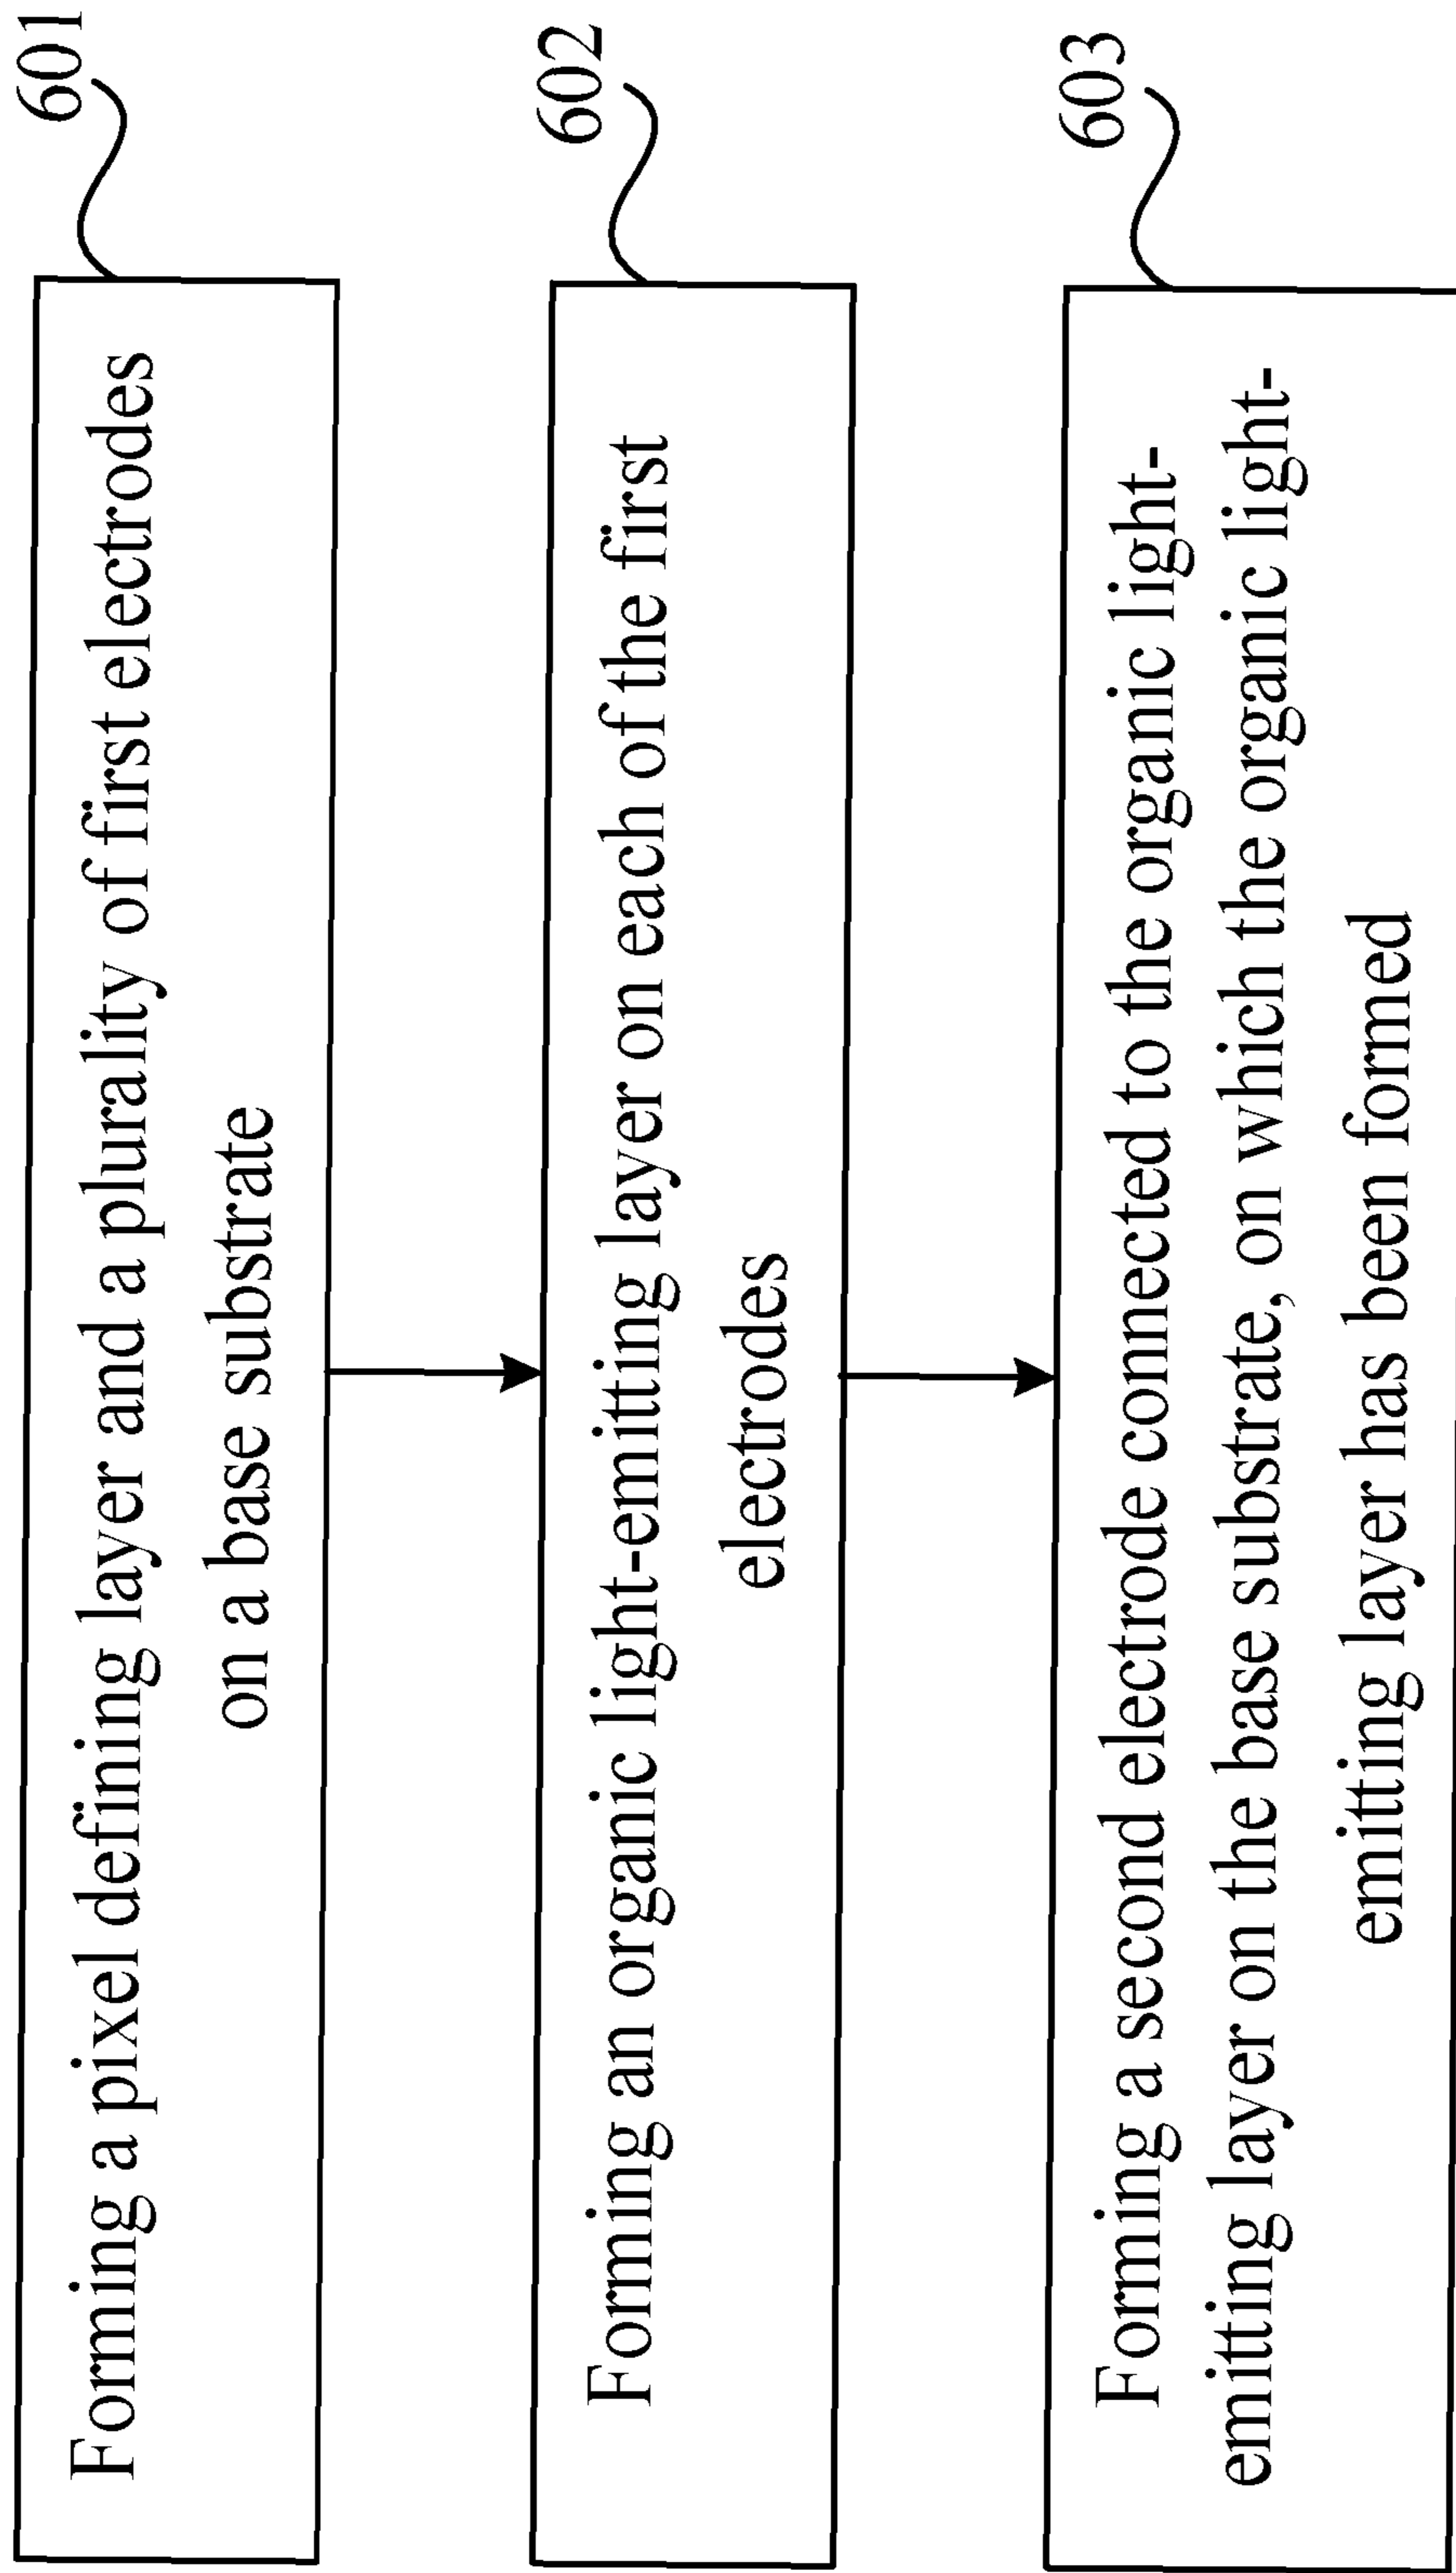 601
Forming a pixel defining layer and a plurality of first electrodes
on a base substrate
602
Forming an organic light-emitting layer on each of the first
electrodes
603
Forming a second electrode connected to the organic light-
emitting layer on the base substrate, on which the organic light-
emitting layer has been formed